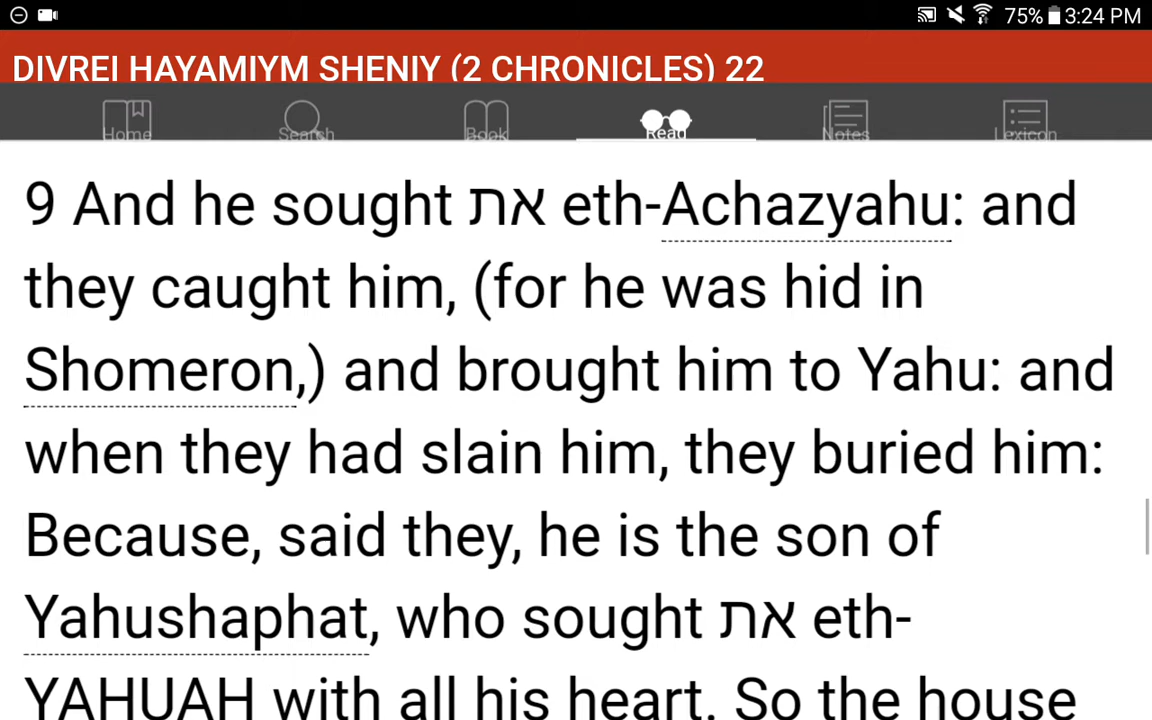 75% 3:24 PM
DIVREI HAYAMIYM SHENIY (2 CHRONICLES) 22
Home Search Book Read Notes Lexicon
9 And he sought את eth-Achazyahu: and
they caught him, (for he was hid in
Shomeron,) and brought him to Yahu: and
when they had slain him, they buried him:
Because, said they, he is the son of
Yahushaphat, who sought את eth-
YAHUAH with all his heart. So the house